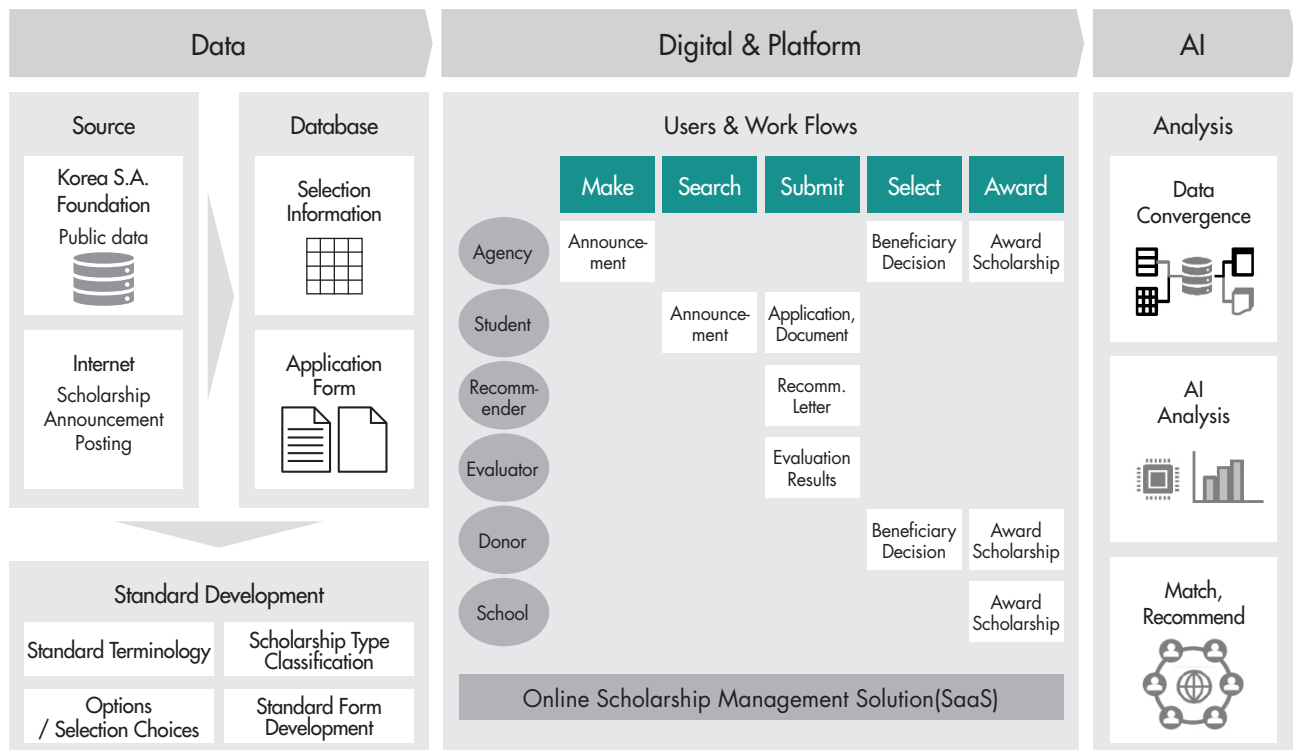 Data
Digital & Platform
AI
Source
Korea S.A.
Foundation
Public data
Internet
Scholarship
Announcement
Posting
Database
Selection
Information
Application
Form
Standard Development
Standard Terminology
Scholarship Type
Classification
Options
/ Selection Choices
Standard Form
Development
Users & Work Flows
Make
Search
Submit
Select
Award
Agency
Announce-
ment
Beneficiary
Decision
Award
Scholarship
Student
Announce-
ment
Application,
Document
Recomm-
ender
Recomm.
Letter
Evaluator
Evaluation
Results
Donor
Beneficiary
Decision
Award
Scholarship
School
Award
Scholarship
Online Scholarship Management Solution(SaaS)
Analysis
Data
Convergence
AI
Analysis
Match,
Recommend